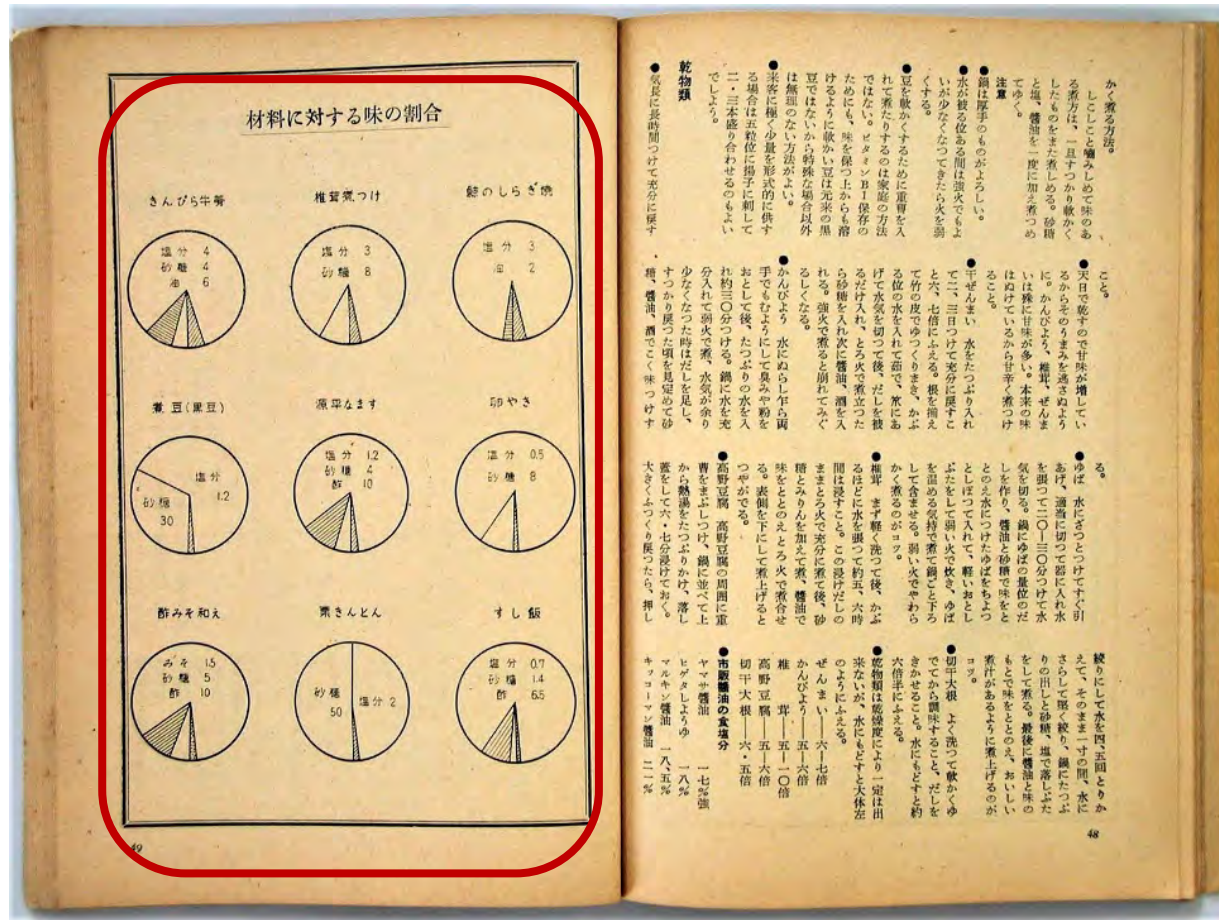 かく煮る方法。
しこしこと嚙みしめて味のあ
る煮方は、一旦すつかり軟かく
したものをまた煮しめる。砂糖
と塩、醬油を一度に加え煮つめ
てゆく。
注意
●鍋は厚手のものがよろしい。
●水が被る位ある間は強火でもよ
いが少なくなつてきたら火を弱
くする。
●豆を軟かくするために重曹を入
れて煮たりするのは家庭の方法
ではない。ビタミンB1保存の
ためにも、味を保つ上からも溶
けるように軟かい豆は元来の黒
豆ではないから特殊な場合以外
は無理のない方法がよい。
●来客に極く少量を形式的に供す
る場合は五粒位に揚子に刺して
二・三本盛り合わせるのもよい
でしよう。
乾物類
●気長に長時間つけて充分に戻す
こと。
●天日で乾すので甘味が増してい
るからそのうまみを逃さぬよう
に。かんぴよう、椎茸、ぜんま
いは殊に甘味が多い。本来の味
はぬけているから甘辛く煮つけ
ること。
●干ぜんまい 水をたつぷり入れ
て二、三日つけて充分に戻すこ
と六、七倍にふえる。根を揃え
て竹の皮でゆつくりまき、かぶ
る位の水を入れて茹で、笊にあ
げて水気を切つて後、だしを被
るだけ入れ、とろ火で煮立つた
ら砂糖を入れ次に醬油、酒を入
れる。強火で煮ると崩れてみぐ
るしくなる。
●かんぴよう 水にぬらし乍ら両
手でもむようにして臭みや粉を
おとして後、たつぷりの水を入
れ約三〇分つける。鍋に水を充
分入れて弱火で煮、水気が余り
少なくなつた時はだしを足し、
すつかり戻つた頃を見定めて砂
糖、醬油、酒でこく味つけす
る。
●ゆば 水にざつとつけてすぐ引
あげ、適当に切つて器に入れ水
を張つて二〇―三〇分つけて水
気を切る。鍋にゆばの量位のだ
しを作り、醬油と砂糖で味をと
とのえ水につけたゆばをちよつ
としぼつて入れて、軽いおとし
ぶたをして弱い火で炊き、ゆば
を温める気持で煮て鍋ごと下ろ
して含ませる。弱い火でやわら
かく煮るのがコツ。
●椎茸 まず軽く洗つて後、かぶ
るほどに水を張つて約五、六時
間は浸すこと。この浸けだしの
ままとろ火で充分に煮て後、砂
糖とみりんを加えて煮、醬油で
味をととのえとろ火で煮合せ
る。表側を下にして煮上げると
つやがでる。
●高野豆腐 高野豆腐の周囲に重
曹をまぶしつけ、鍋に並べて上
から熱湯をたつぷりかけ、落し
蓋をして六・七分浸けておく。
大きくふつくり戻つたら、押し
絞りにして水を四、五回とりか
えて、そのまま一寸の間、水に
さらして堅く絞り、鍋にたつぷ
りの出しと砂糖、塩で落しぶた
をして煮る。最後に醬油と味の
もとで味をととのえ、おいしい
煮汁があるように煮上げるのが
コツ。
●切干大根 よく洗つて軟かくゆ
でてから調味すること、だしを
きかせること。水にもどすと約
六倍半にふえる。
●乾物類は乾燥度により一定は出
来ないが、水にもどすと大体左
のようにふえる。
ぜんまい――六―七倍
かんぴよう――五―六倍
椎茸――五―一〇倍
高野豆腐――五―六倍
切干大根――六・五倍
●市販醬油の食塩分
ヤマサ醬油 一七%強
ヒゲタしようゆ 一八%
マルキン醬油 一八、五%
キッコーマン醬油 二一%
48
材料に対する味の割合
きんぴら牛蒡
塩分 4
砂糖 4
油 6
椎茸煮つけ
塩分 3
砂糖 8
鯨のしらぎ焼
塩分 3
油 2
煮豆(黒豆)
塩分
1.2
砂糖
30
源平なます
塩分 1.2
砂糖 4
酢 10
卵やき
塩分 0.5
砂糖 8
酢みそ和え
みそ 15
砂糖 5
酢 10
栗きんとん
砂糖
50
塩分 2
すし飯
塩分 0.7
砂糖 1.4
酢 6.5
49